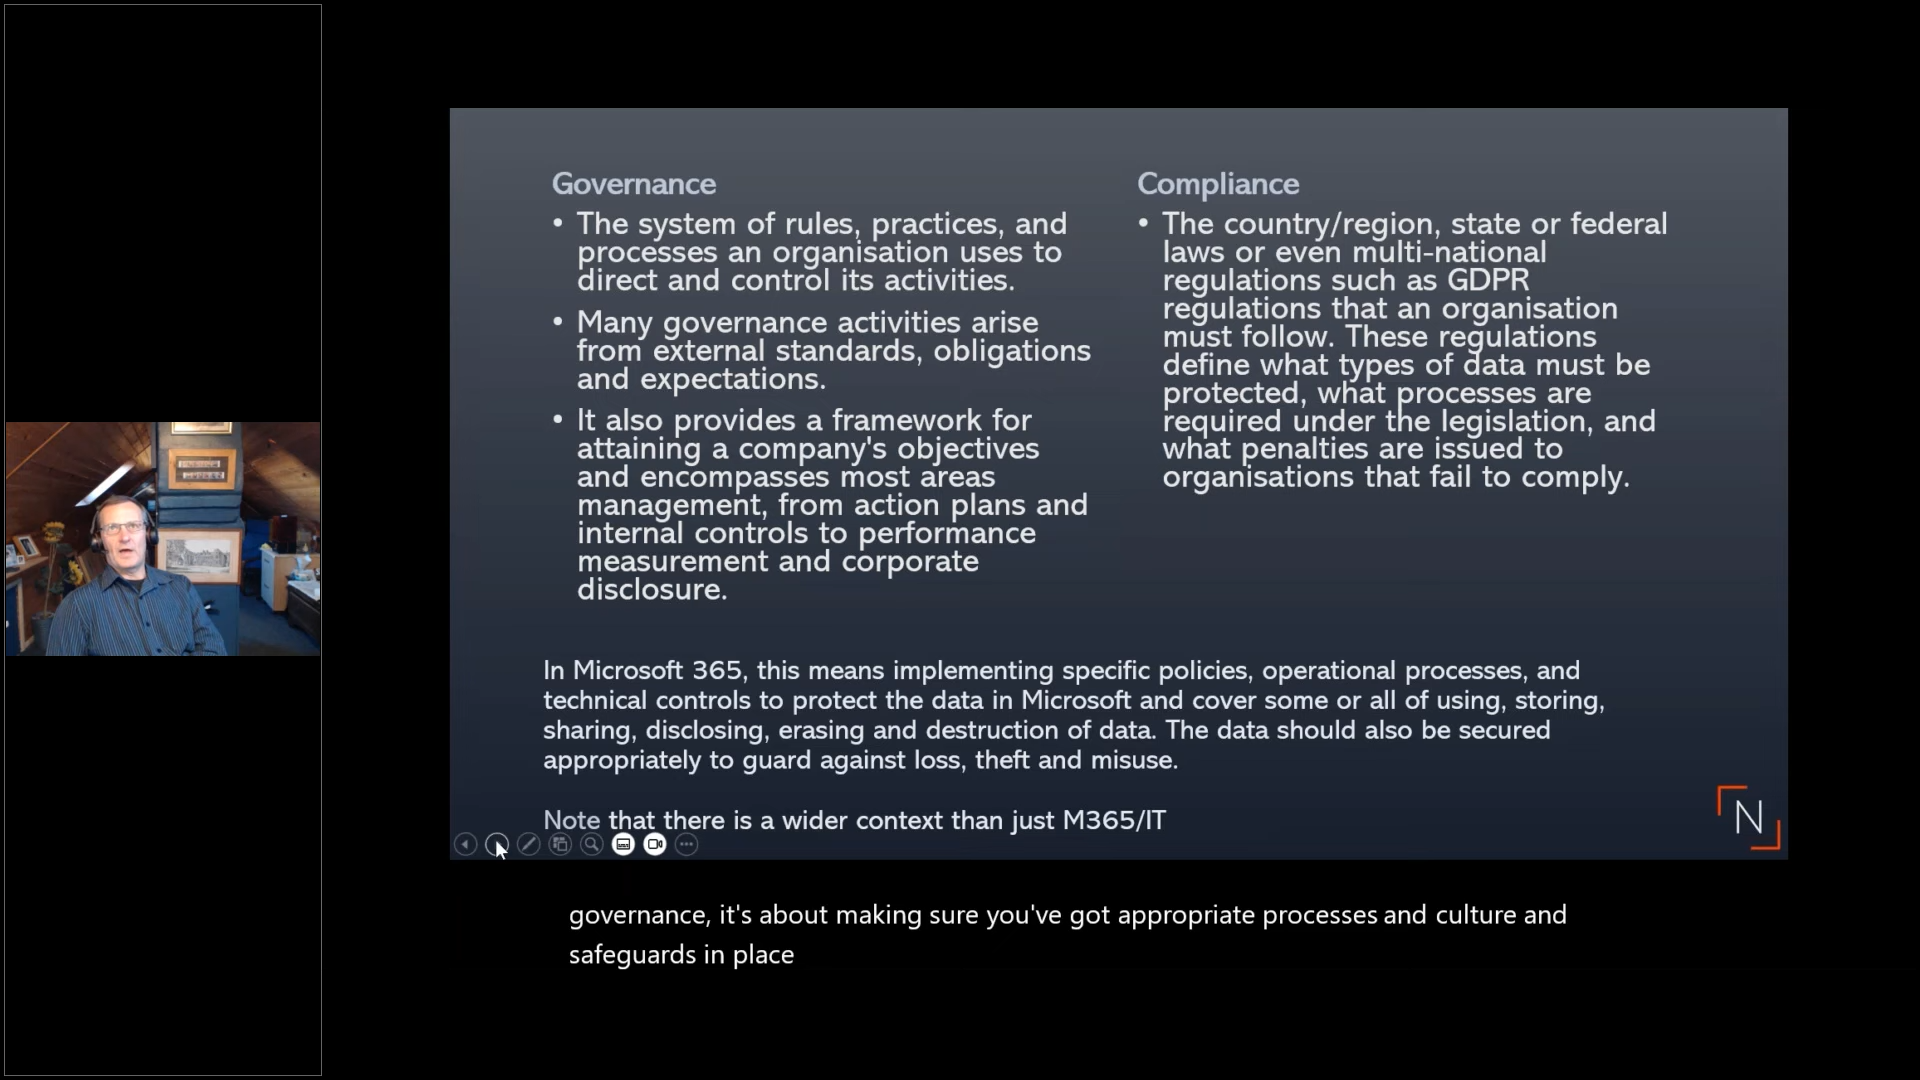 Governance
• The system of rules, practices, and
processes an organisation uses to
direct and control its activities.
• Many governance activities arise
from external standards, obligations
and expectations.
• It also provides a framework for
attaining a company's objectives
and encompasses most areas
management, from action plans and
internal controls to performance
measurement and corporate
disclosure.
Compliance
• The country/region, state or federal
laws or even multi-national
regulations such as GDPR
regulations that an organisation
must follow. These regulations
define what types of data must be
protected, what processes are
required under the legislation, and
what penalties are issued to
organisations that fail to comply.
In Microsoft 365, this means implementing specific policies, operational processes, and
technical controls to protect the data in Microsoft and cover some or all of using, storing,
sharing, disclosing, erasing and destruction of data. The data should also be secured
appropriately to guard against loss, theft and misuse.
Note that there is a wider context than just M365/IT
N
governance, it's about making sure you've got appropriate processes and culture and
safeguards in place